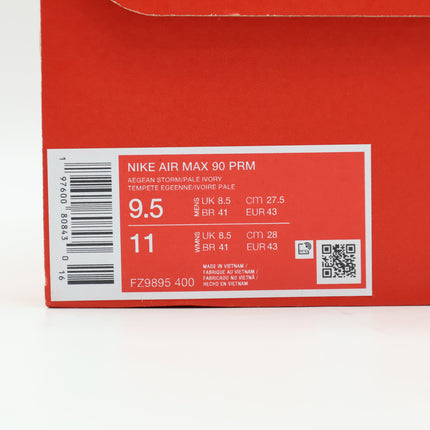 NIKE AIR MAX 90 PRM
AEGEAN STORM/PALE IVORY
TEMPETE EGEENNE/IVOIRE PALE
9.5 MENS UK 8.5 CM 27.5
BR 41 EUR 43
11 WMNS UK 8.5 CM 28
BR 41 EUR 43
MADE IN VIETNAM /
FABRIQUE AU VIETNAM /
FABRICADO NO VIETNÃ /
HECHO EN VIETNAM
FZ9895 400
1 97600 80843 0 16